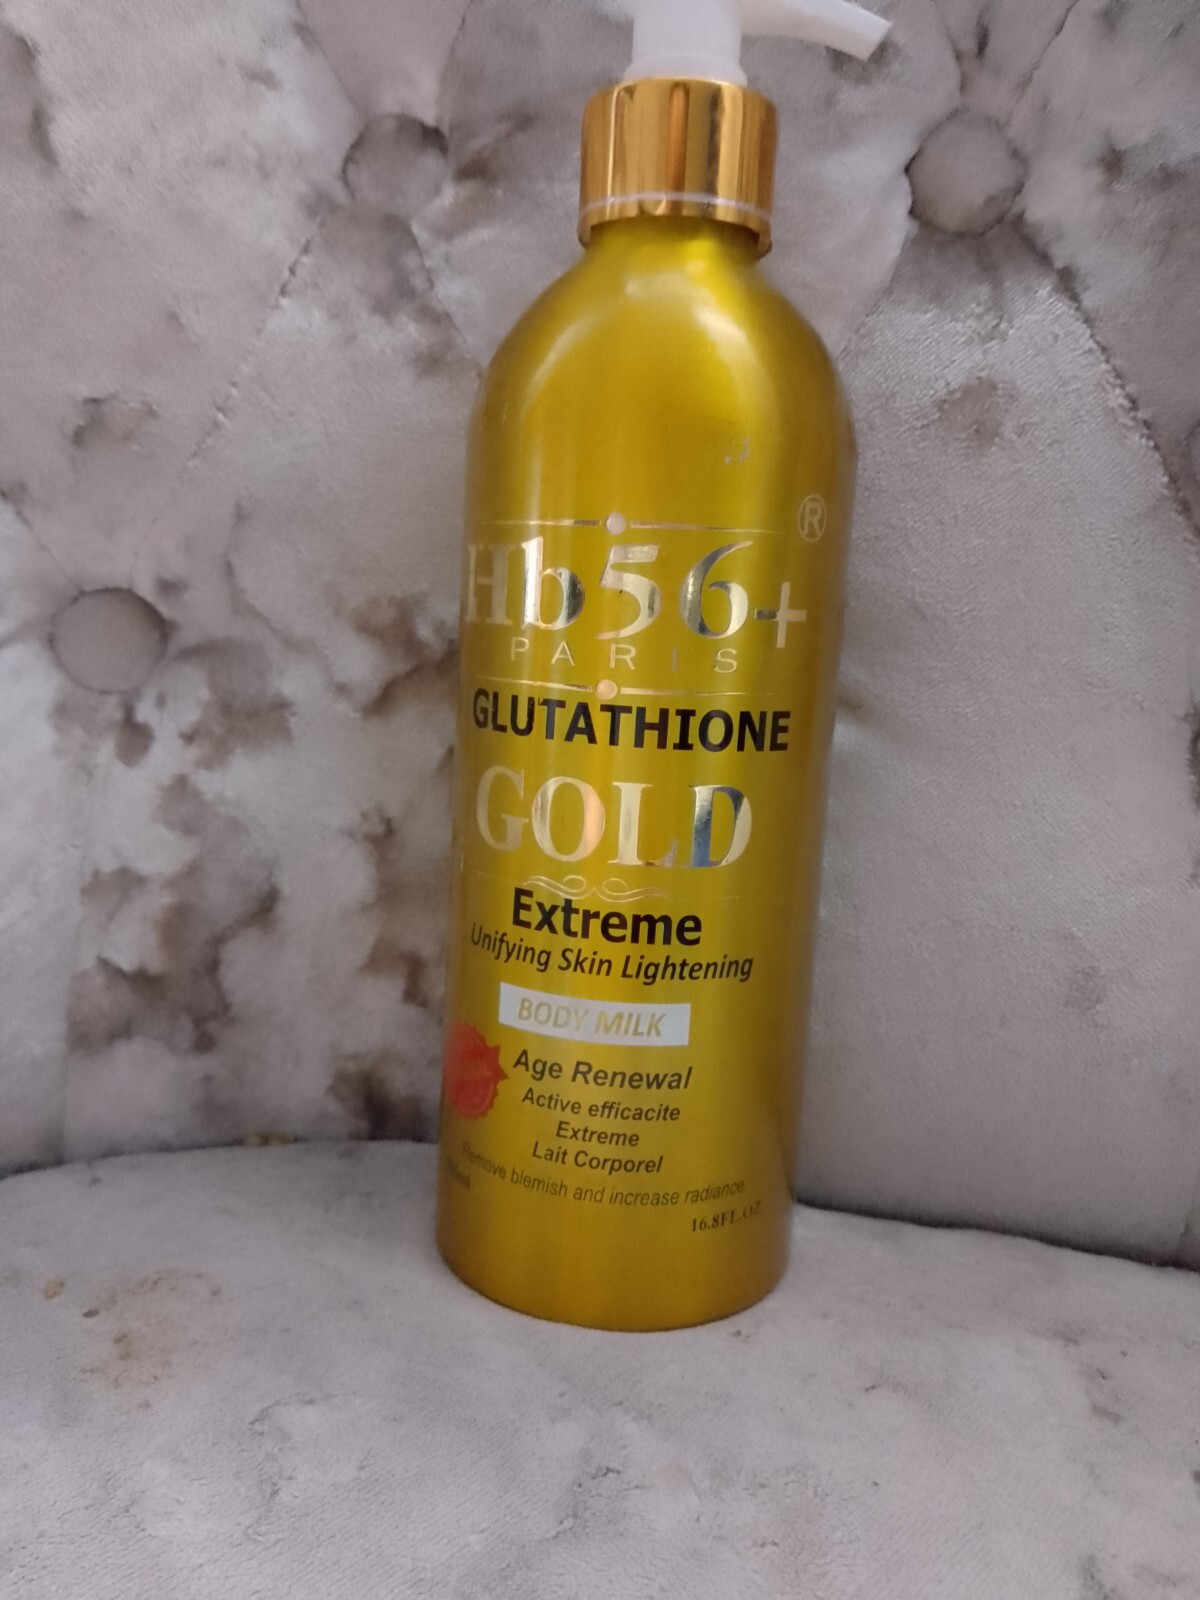 ®
Hb56+
PARIS
GLUTATHIONE
GOLD
Extreme
Unifying Skin Lightening
BODY MILK
Age Renewal
Active efficacite
Extreme
Lait Corporel
Remove blemish and increase radiance
16.8FL.OZ